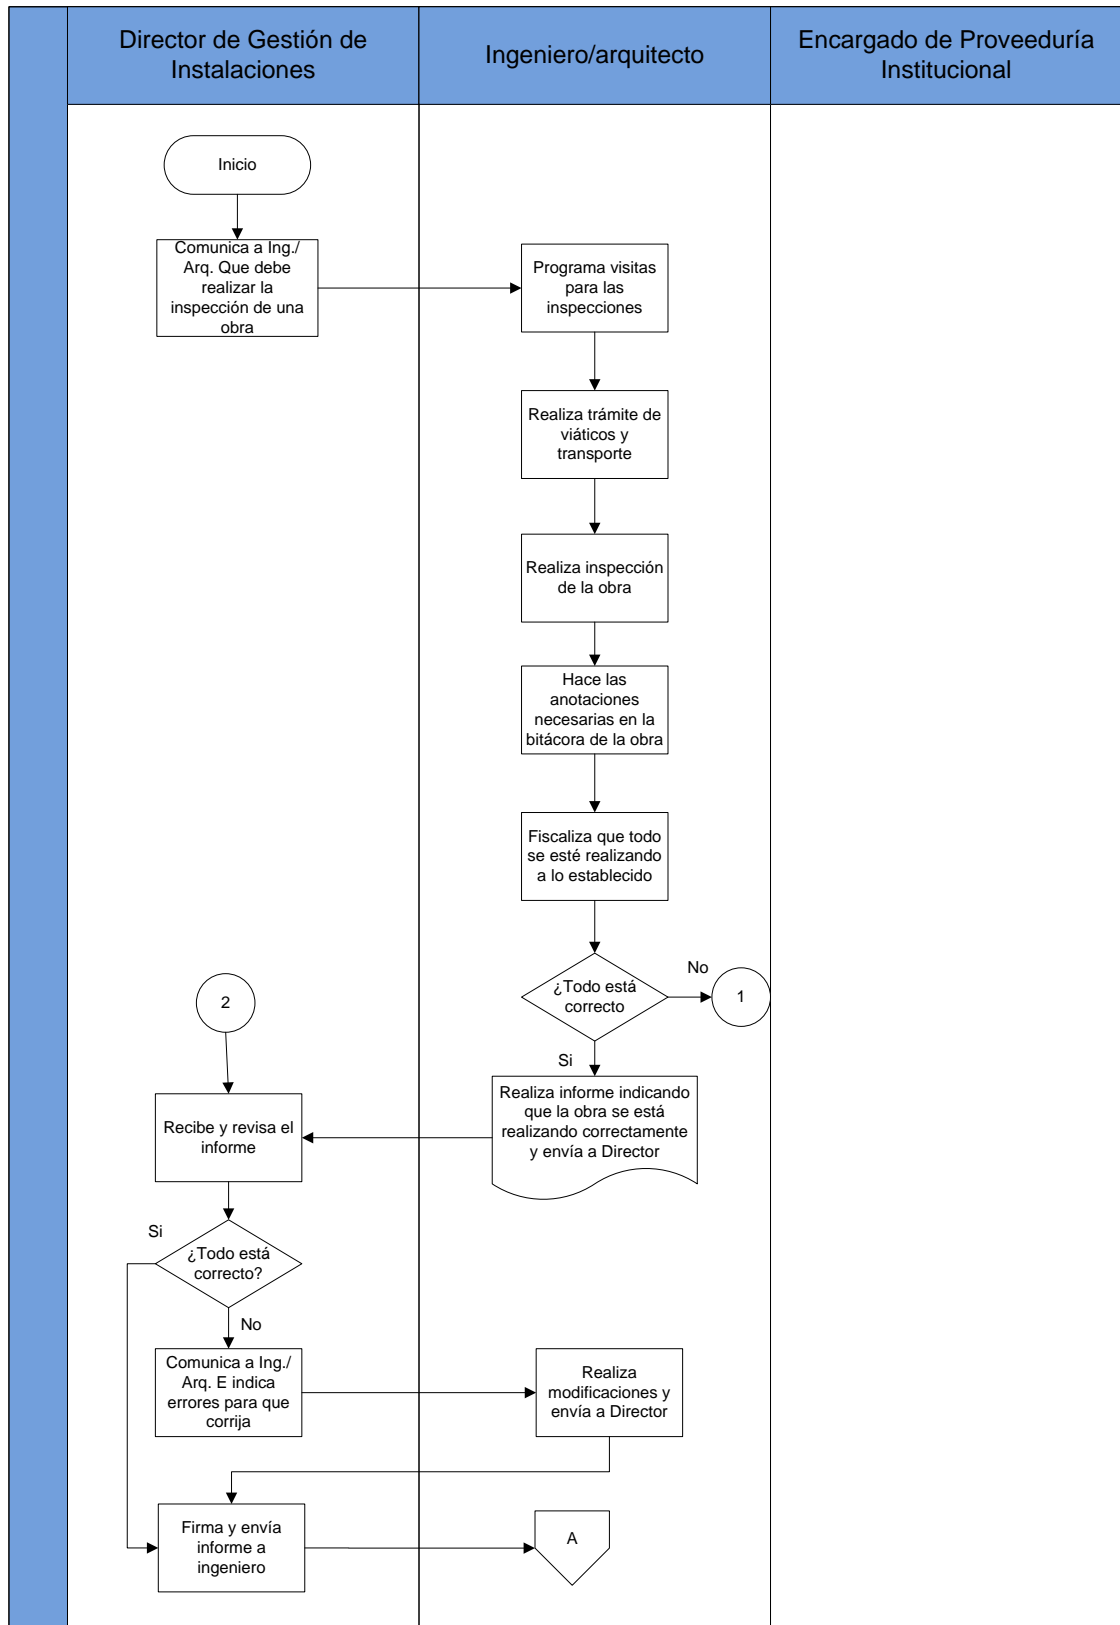 Director de Gestión de
Instalaciones
Ingeniero/arquitecto
Encargado de Proveeduría
Institucional
Inicio
Comunica a Ing./
Arq. Que debe
realizar la
inspección de una
obra
Programa visitas
para las
inspecciones
Realiza trámite de
viáticos y
transporte
Realiza inspección
de la obra
Hace las
anotaciones
necesarias en la
bitácora de la obra
Fiscaliza que todo
se esté realizando
a lo establecido
¿Todo está
correcto
No
1
Si
2
Realiza informe indicando
que la obra se está
realizando correctamente
y envía a Director
Recibe y revisa el
informe
Si
¿Todo está
correcto?
No
Comunica a Ing./
Arq. E indica
errores para que
corrija
Realiza
modificaciones y
envía a Director
Firma y envía
informe a
ingeniero
A